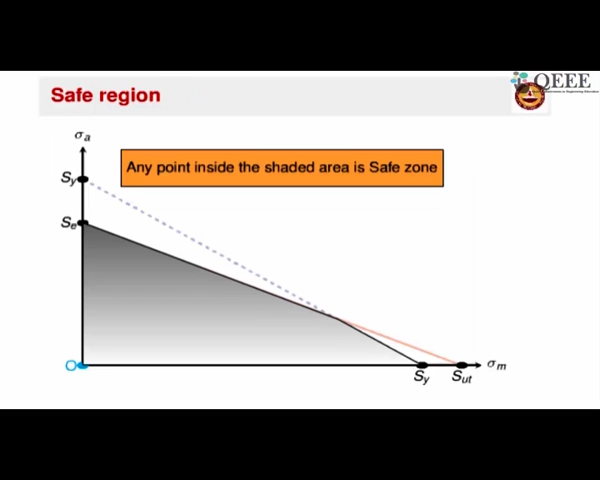 QEEE
Safe region
σa
Any point inside the shaded area is Safe zone
Sy
Se
O
σm
Sy
Sut